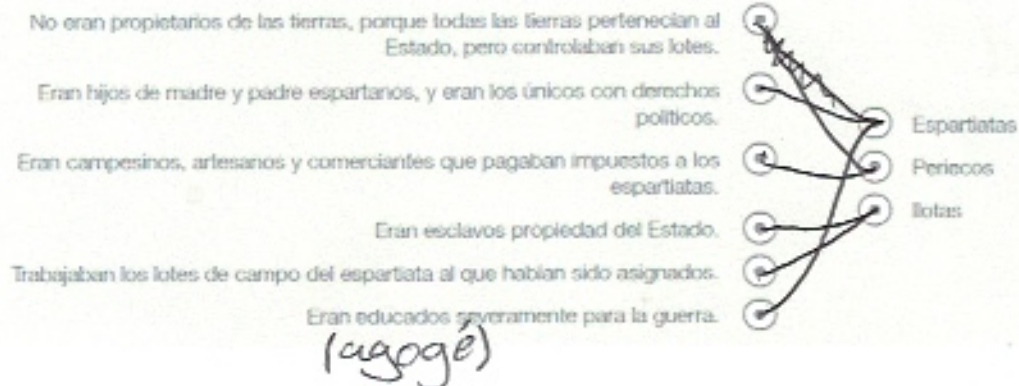 No eran propietarios de las tierras, porque todas las tierras pertenecían al
Estado, pero controlaban sus lotes.
Eran hijos de madre y padre espartanos, y eran los únicos con derechos
políticos.
Espartiatas
Eran campesinos, artesanos y comerciantes que pagaban impuestos a los
espartiatas.
Periecos
Ilotas
Eran esclavos propiedad del Estado.
Trabajaban los lotes de campo del espartiata al que habían sido asignados.
Eran educados severamente para la guerra.
(agogé)